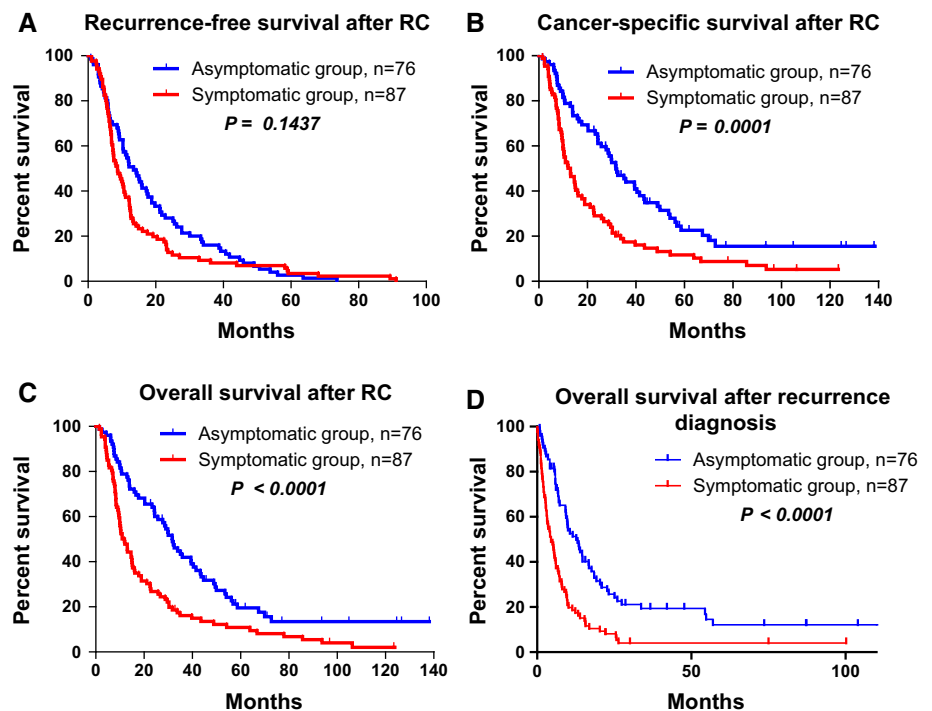 A
Recurrence-free survival after RC
100
80
60
40
20
0
Percent survival
Asymptomatic group, n=76
Symptomatic group, n=87
P = 0.1437
0 20 40 60 80 100
Months
B
Cancer-specific survival after RC
100
80
60
40
20
0
Percent survival
Asymptomatic group, n=76
Symptomatic group, n=87
P = 0.0001
0 20 40 60 80 100 120 140
Months
C
Overall survival after RC
100
80
60
40
20
0
Percent survival
Asymptomatic group, n=76
Symptomatic group, n=87
P < 0.0001
0 20 40 60 80 100 120 140
Months
D
Overall survival after recurrence
diagnosis
100
80
60
40
20
0
Percent survival
Asymptomatic group, n=76
Symptomatic group, n=87
P < 0.0001
0 50 100
Months